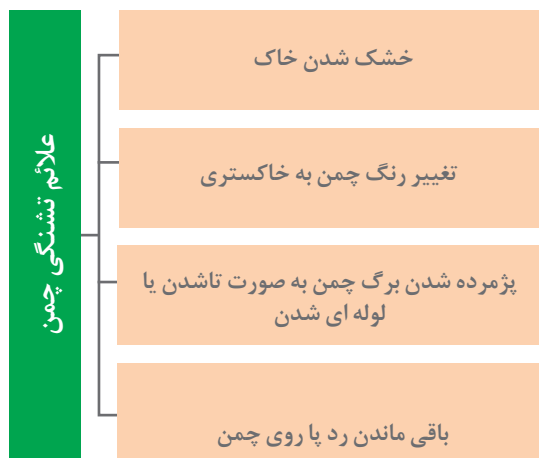 علائم تشنگی چمن
خشک شدن خاک
تغییر رنگ چمن به خاکستری
پژمرده شدن برگ چمن به صورت تاشدن یا
لوله ای شدن
باقی ماندن رد پا روی چمن